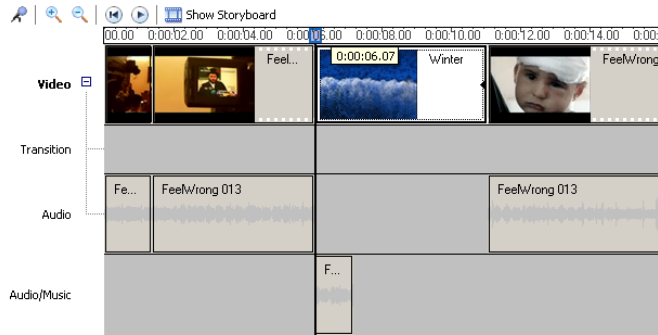 Show Storyboard
00.00 0:00:02.00 0:00:04.00 0:00:06.00 0:00:08.00 0:00:10.00 0:00:12.00 0:00:14.00 0:00:
0:00:06.07
Video Feel... Winter FeelWrong
Transition
Fe... FeelWrong 013 FeelWrong 013
Audio
F...
Audio/Music